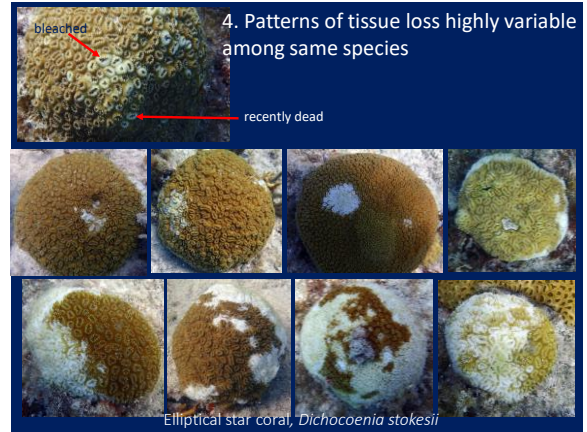 4. Patterns of tissue loss highly variable
among same species
bleached
recently dead
Elliptical star coral, Dichocoenia stokesii